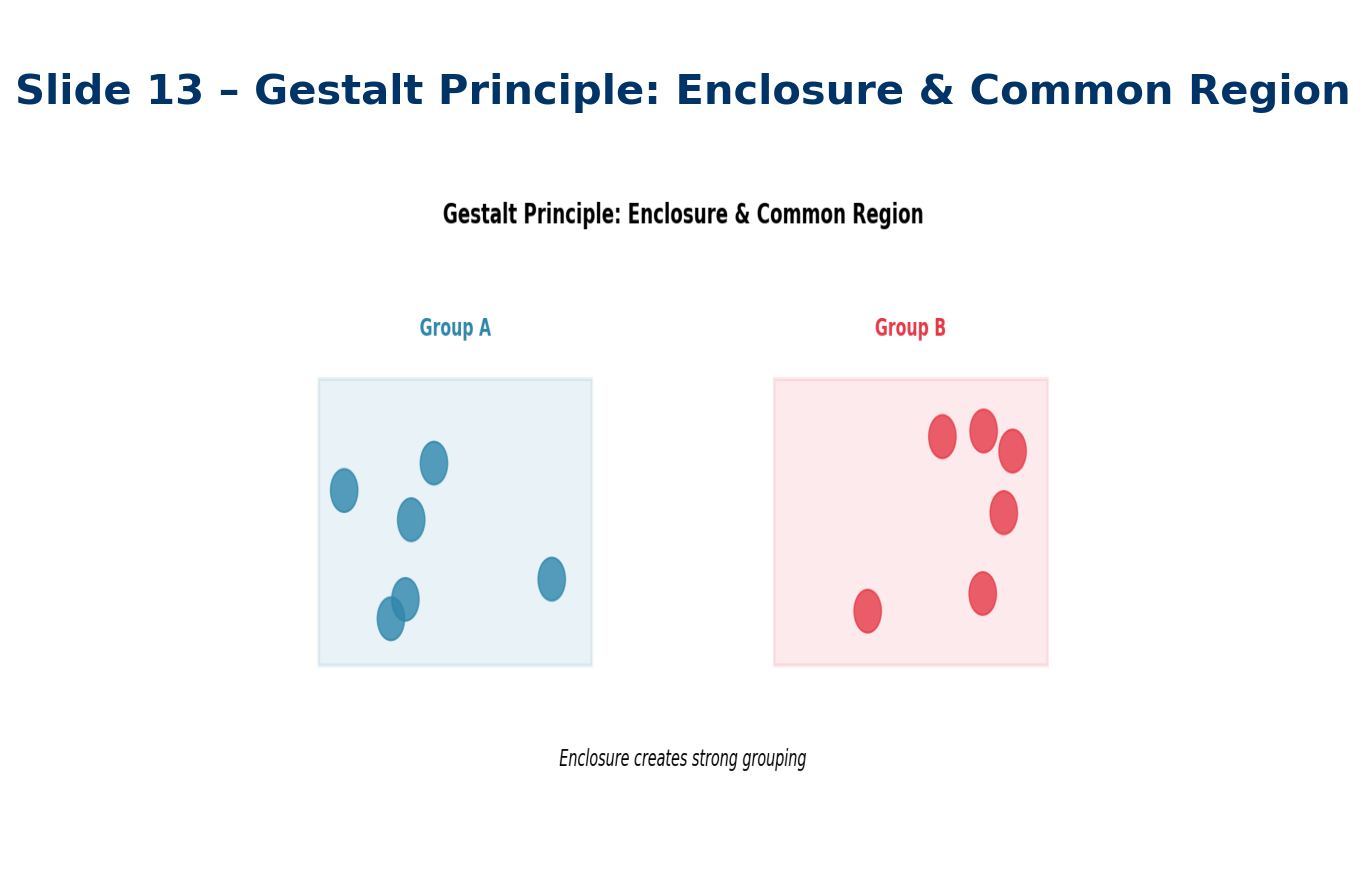 Slide 13 – Gestalt Principle: Enclosure & Common Region
Gestalt Principle: Enclosure & Common Region
Group A
Group B
Enclosure creates strong grouping